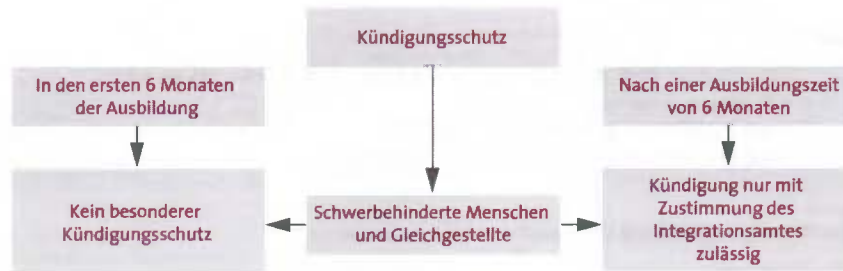 Kündigungsschutz
In den ersten 6 Monaten
der Ausbildung
Nach einer Ausbildungszeit
von 6 Monaten
Kein besonderer
Kündigungsschutz
Schwerbehinderte Menschen
und Gleichgestellte
Kündigung nur mit
Zustimmung des
Integrationsamtes
zulässig